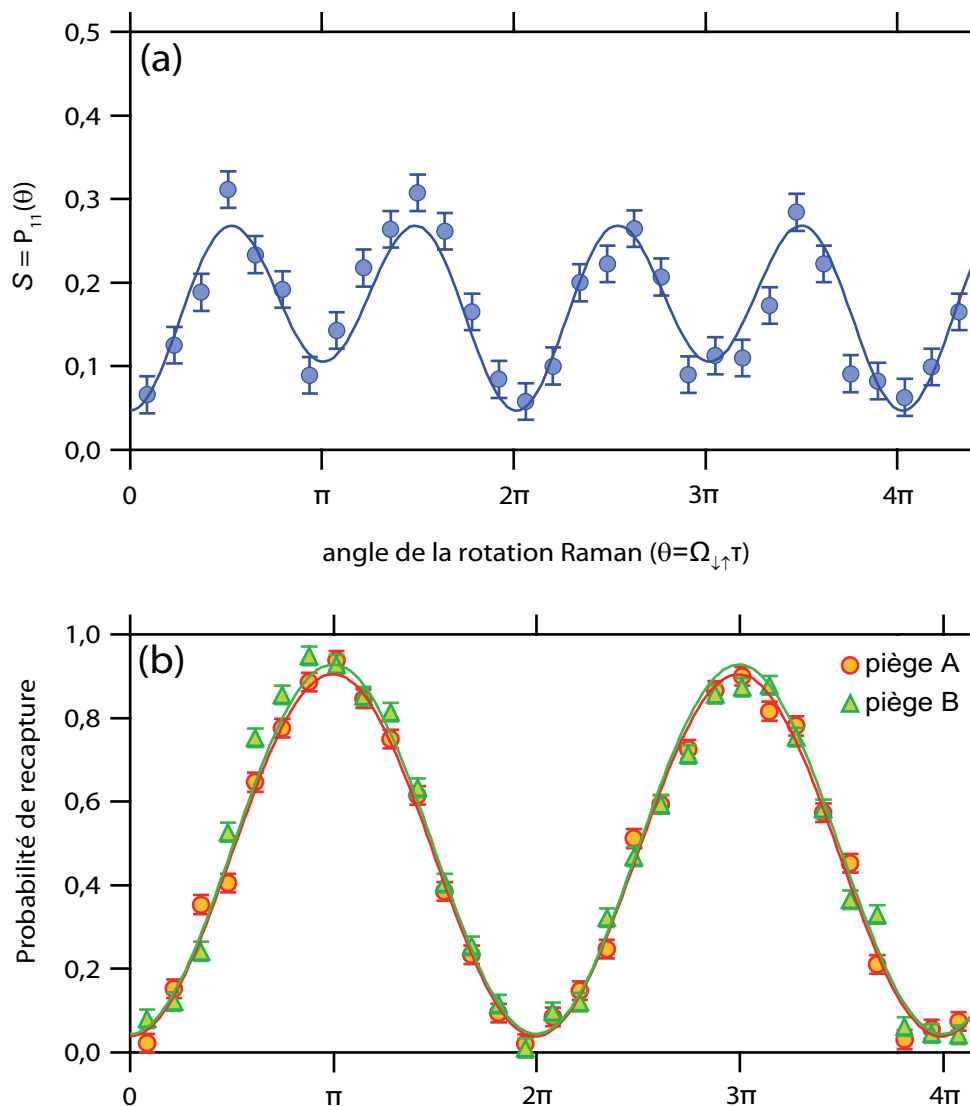 0,5
(a)
0,4
0,3
0,2
0,1
0,0
S = P₁₁(θ)
0 π 2π 3π 4π
angle de la rotation Raman (θ=Ω↓↑τ)
1,0
(b)
piège A
piège B
0,8
0,6
0,4
0,2
0,0
Probabilité de recapture
0 π 2π 3π 4π